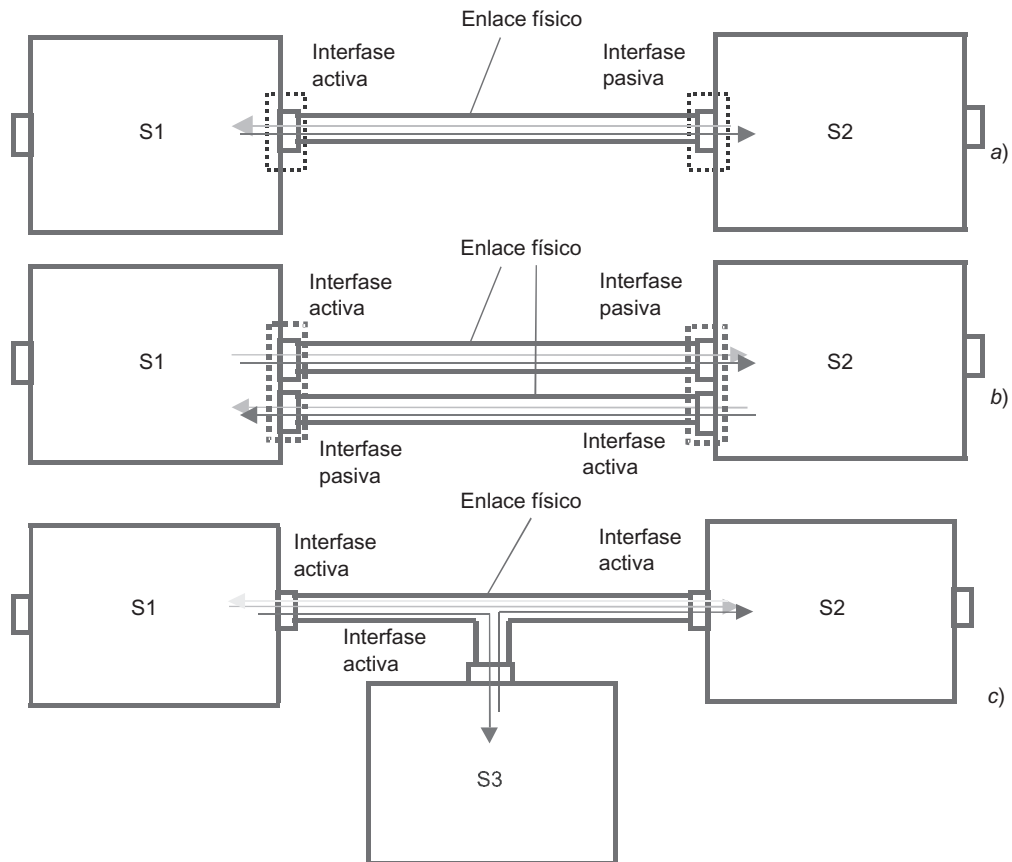 Enlace físico
Interfase
activa
Interfase
pasiva
S1
S2
a)
Enlace físico
Interfase
activa
Interfase
pasiva
S1
S2
b)
Interfase
pasiva
Interfase
activa
Enlace físico
Interfase
activa
Interfase
activa
S1
S2
Interfase
activa
c)
S3